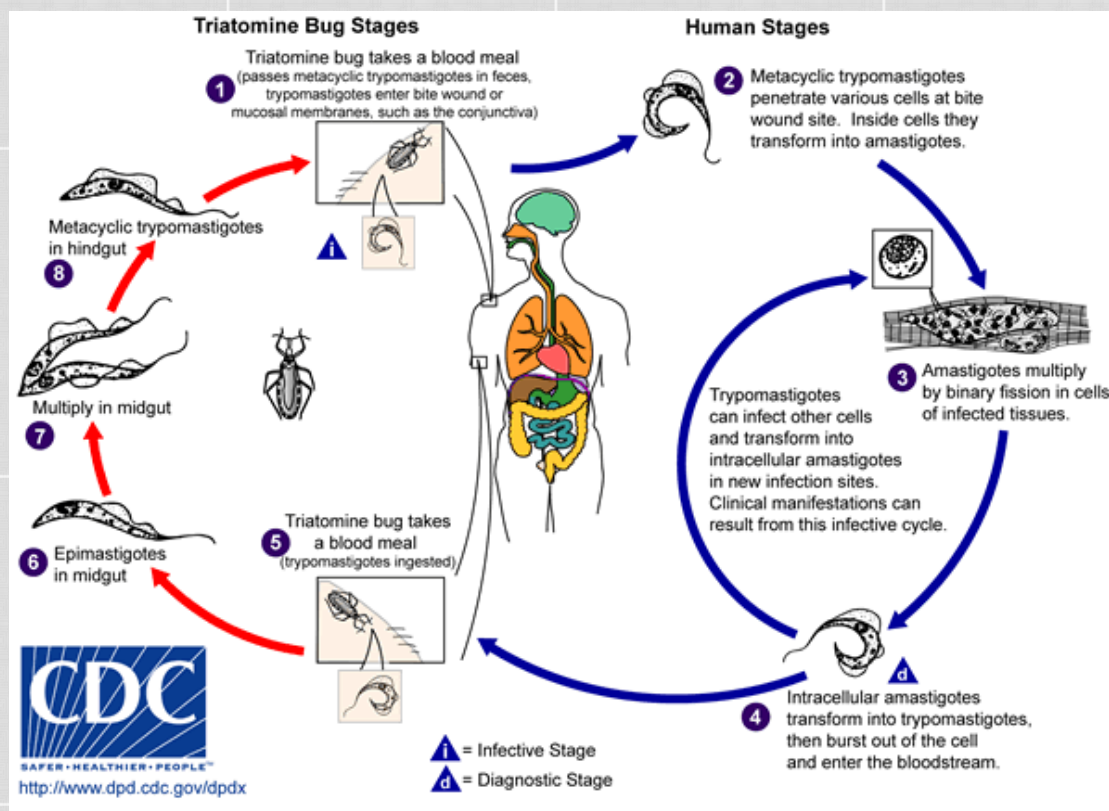 Triatomine Bug Stages
Human Stages
1
Triatomine bug takes a blood meal
(passes metacyclic trypomastigotes in feces,
trypomastigotes enter bite wound or
mucosal membranes, such as the conjunctiva)
i
2
Metacyclic trypomastigotes
penetrate various cells at bite
wound site. Inside cells they
transform into amastigotes.
3
Amastigotes multiply
by binary fission in cells
of infected tissues.
Trypomastigotes
can infect other cells
and transform into
intracellular amastigotes
in new infection sites.
Clinical manifestations can
result from this infective cycle.
d
4
Intracellular amastigotes
transform into trypomastigotes,
then burst out of the cell
and enter the bloodstream.
5
Triatomine bug takes
a blood meal
(trypomastigotes ingested)
6
Epimastigotes
in midgut
Multiply in midgut
7
Metacyclic trypomastigotes
in hindgut
8
i = Infective Stage
d = Diagnostic Stage
CDC
SAFER•HEALTHIER•PEOPLE™
http://www.dpd.cdc.gov/dpdx